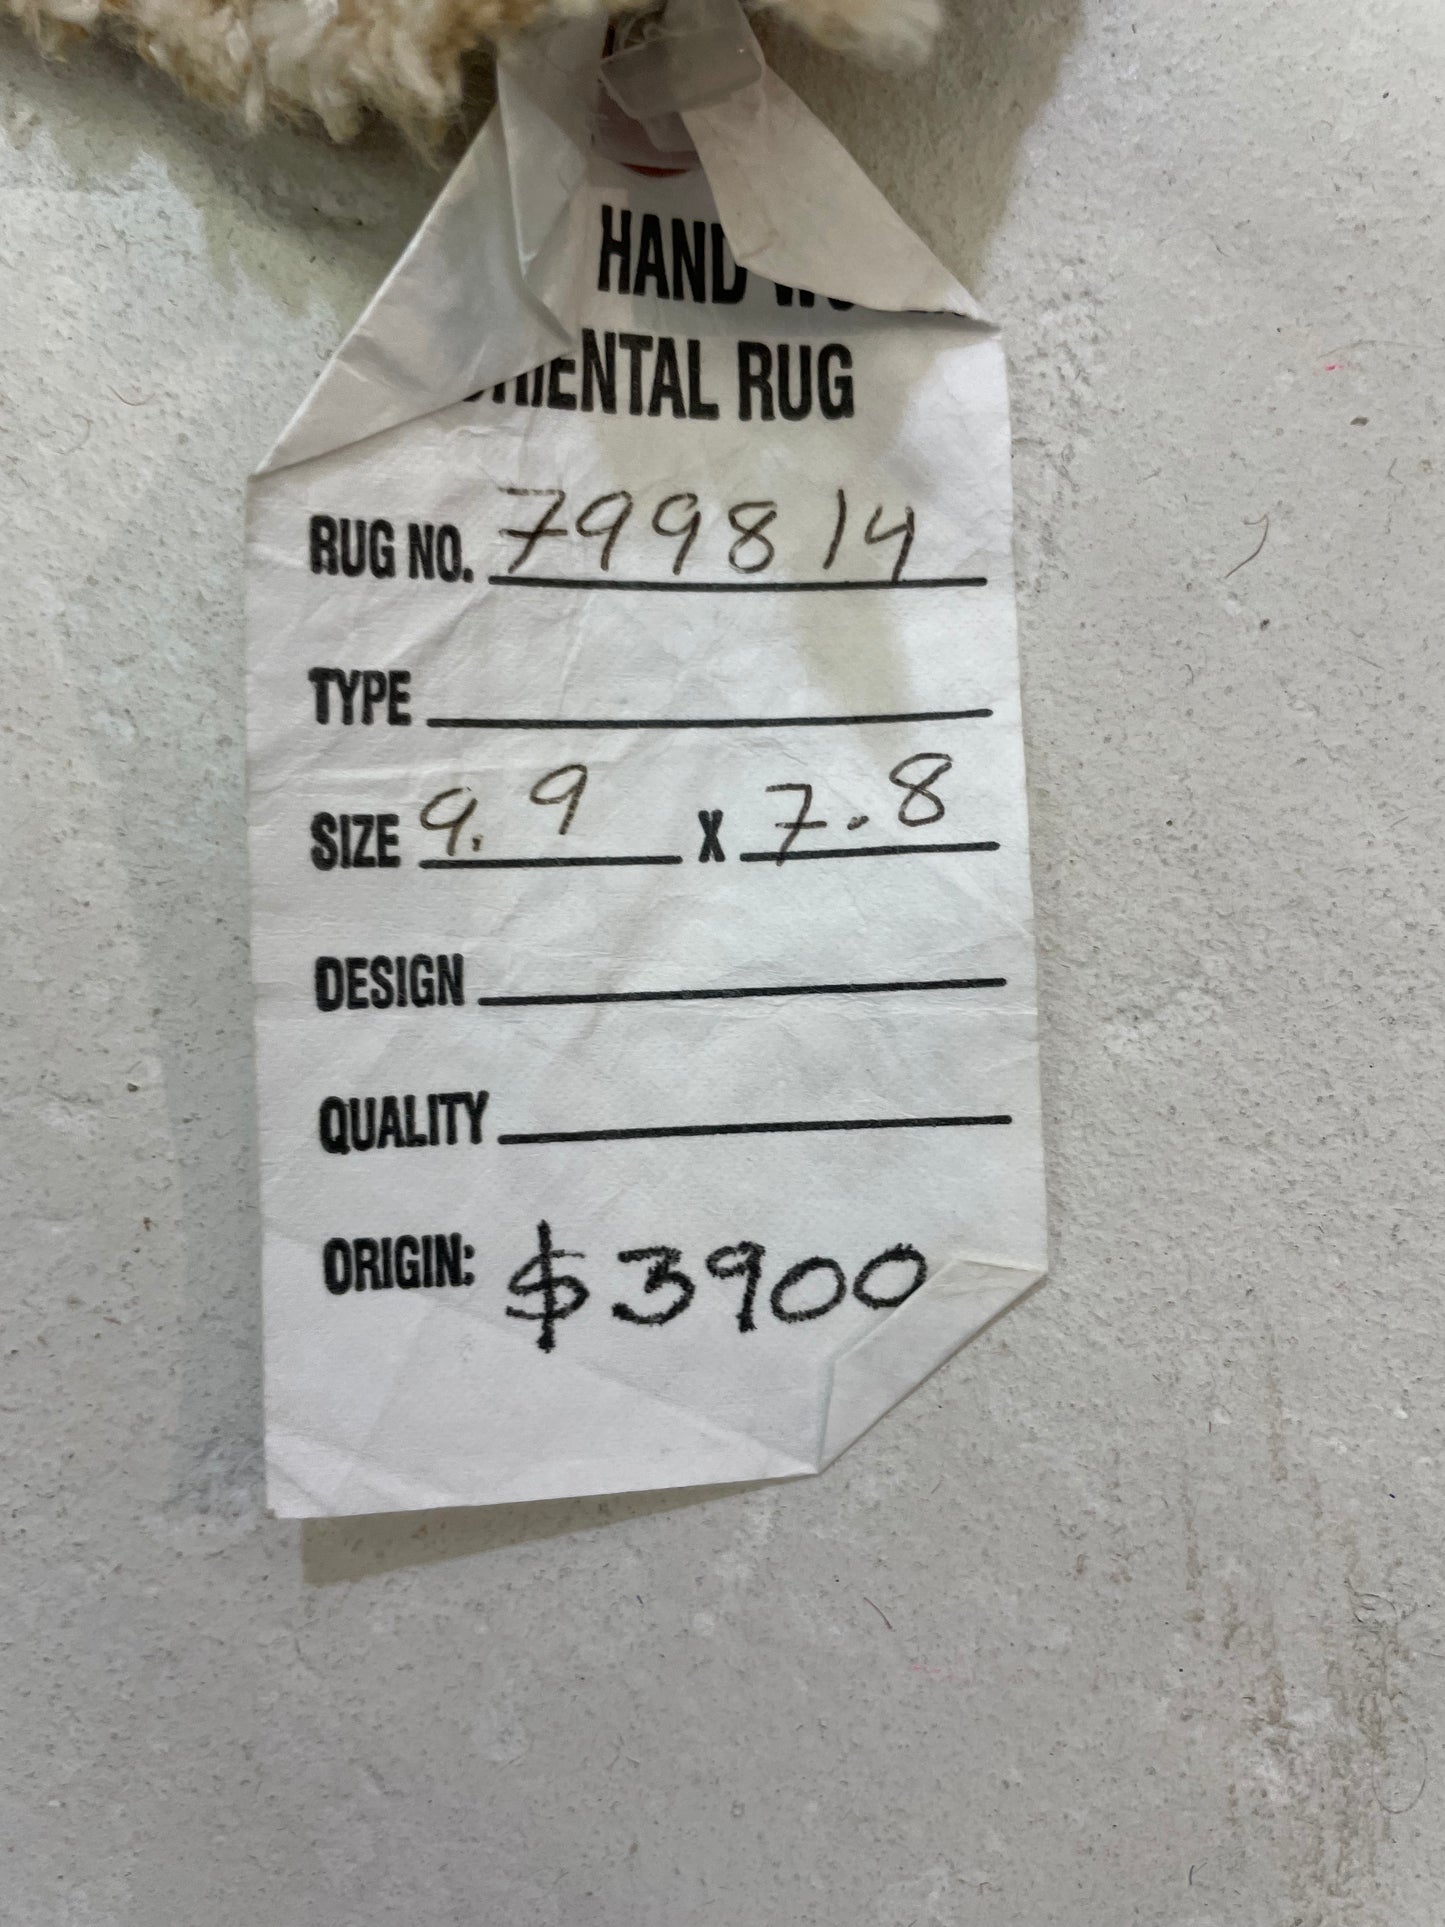 HAND
ORIENTAL RUG
RUG NO. 799814
TYPE
SIZE 9.9 X 7.8
DESIGN
QUALITY
ORIGIN: $3900